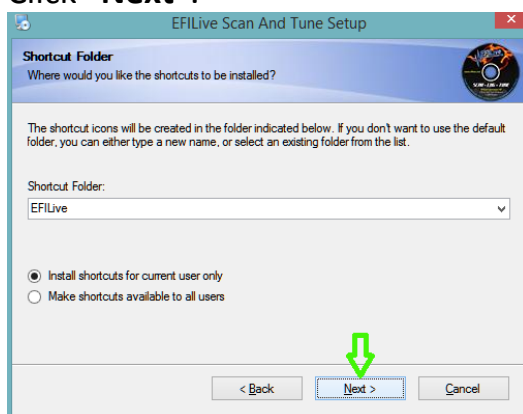 Click "Next".
EFILive Scan And Tune Setup
Shortcut Folder
Where would you like the shortcuts to be installed?
The shortcut icons will be created in the folder indicated below. If you don't want to use the default
folder, you can either type a new name, or select an existing folder from the list.
Shortcut Folder:
EFILive
Install shortcuts for current user only
Make shortcuts available to all users
< Back
Next >
Cancel